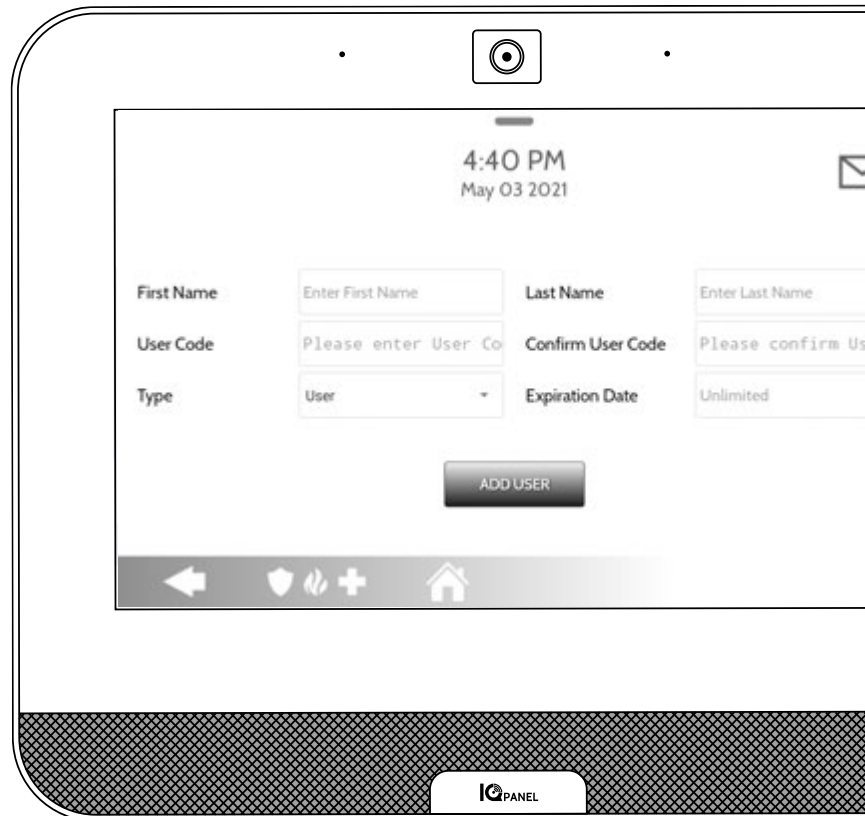 4:40 PM
May 03 2021
First Name Enter First Name Last Name Enter Last Name
User Code Please enter User Co Confirm User Code Please confirm Us
Type User Expiration Date Unlimited
ADD USER
IQ PANEL